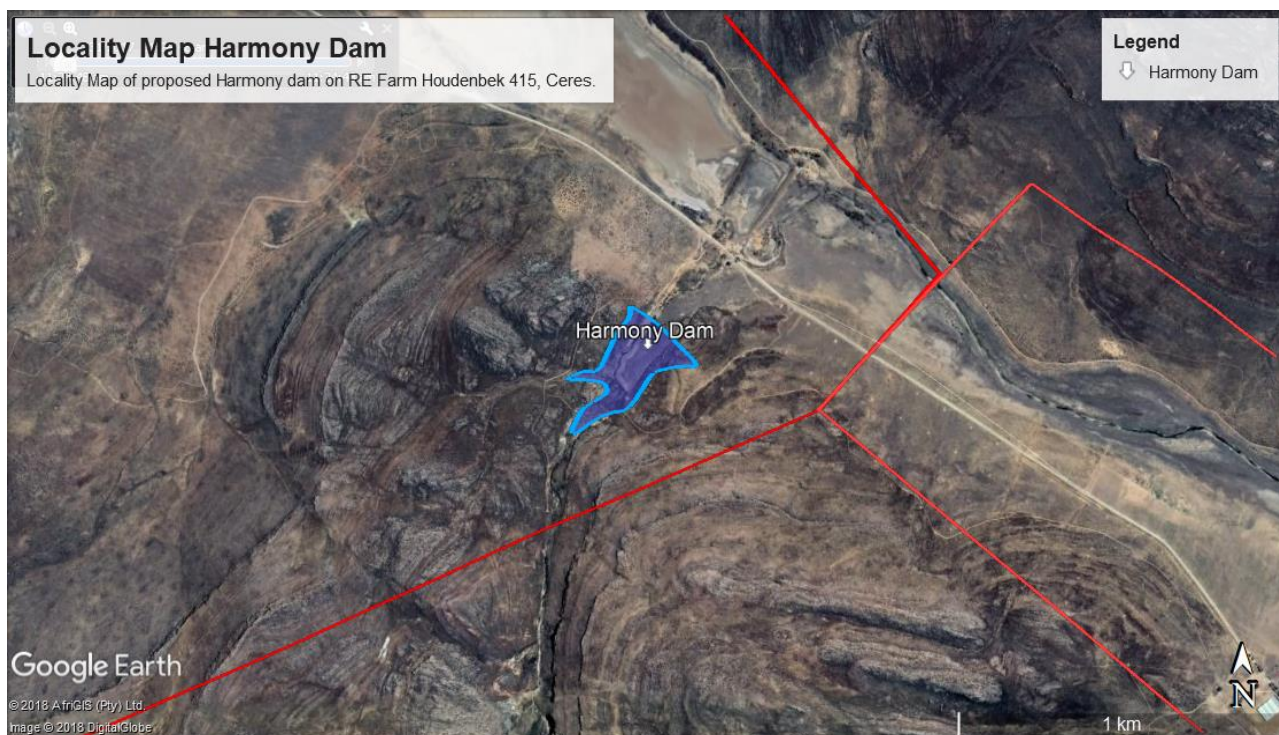 Locality Map Harmony Dam
Locality Map of proposed Harmony dam on RE Farm Houdenbek 415, Ceres.
Legend
Harmony Dam
Harmony Dam
Google Earth
© 2018 AfriGIS (Pty) Ltd.
Image © 2018 DigitalGlobe
N
1 km